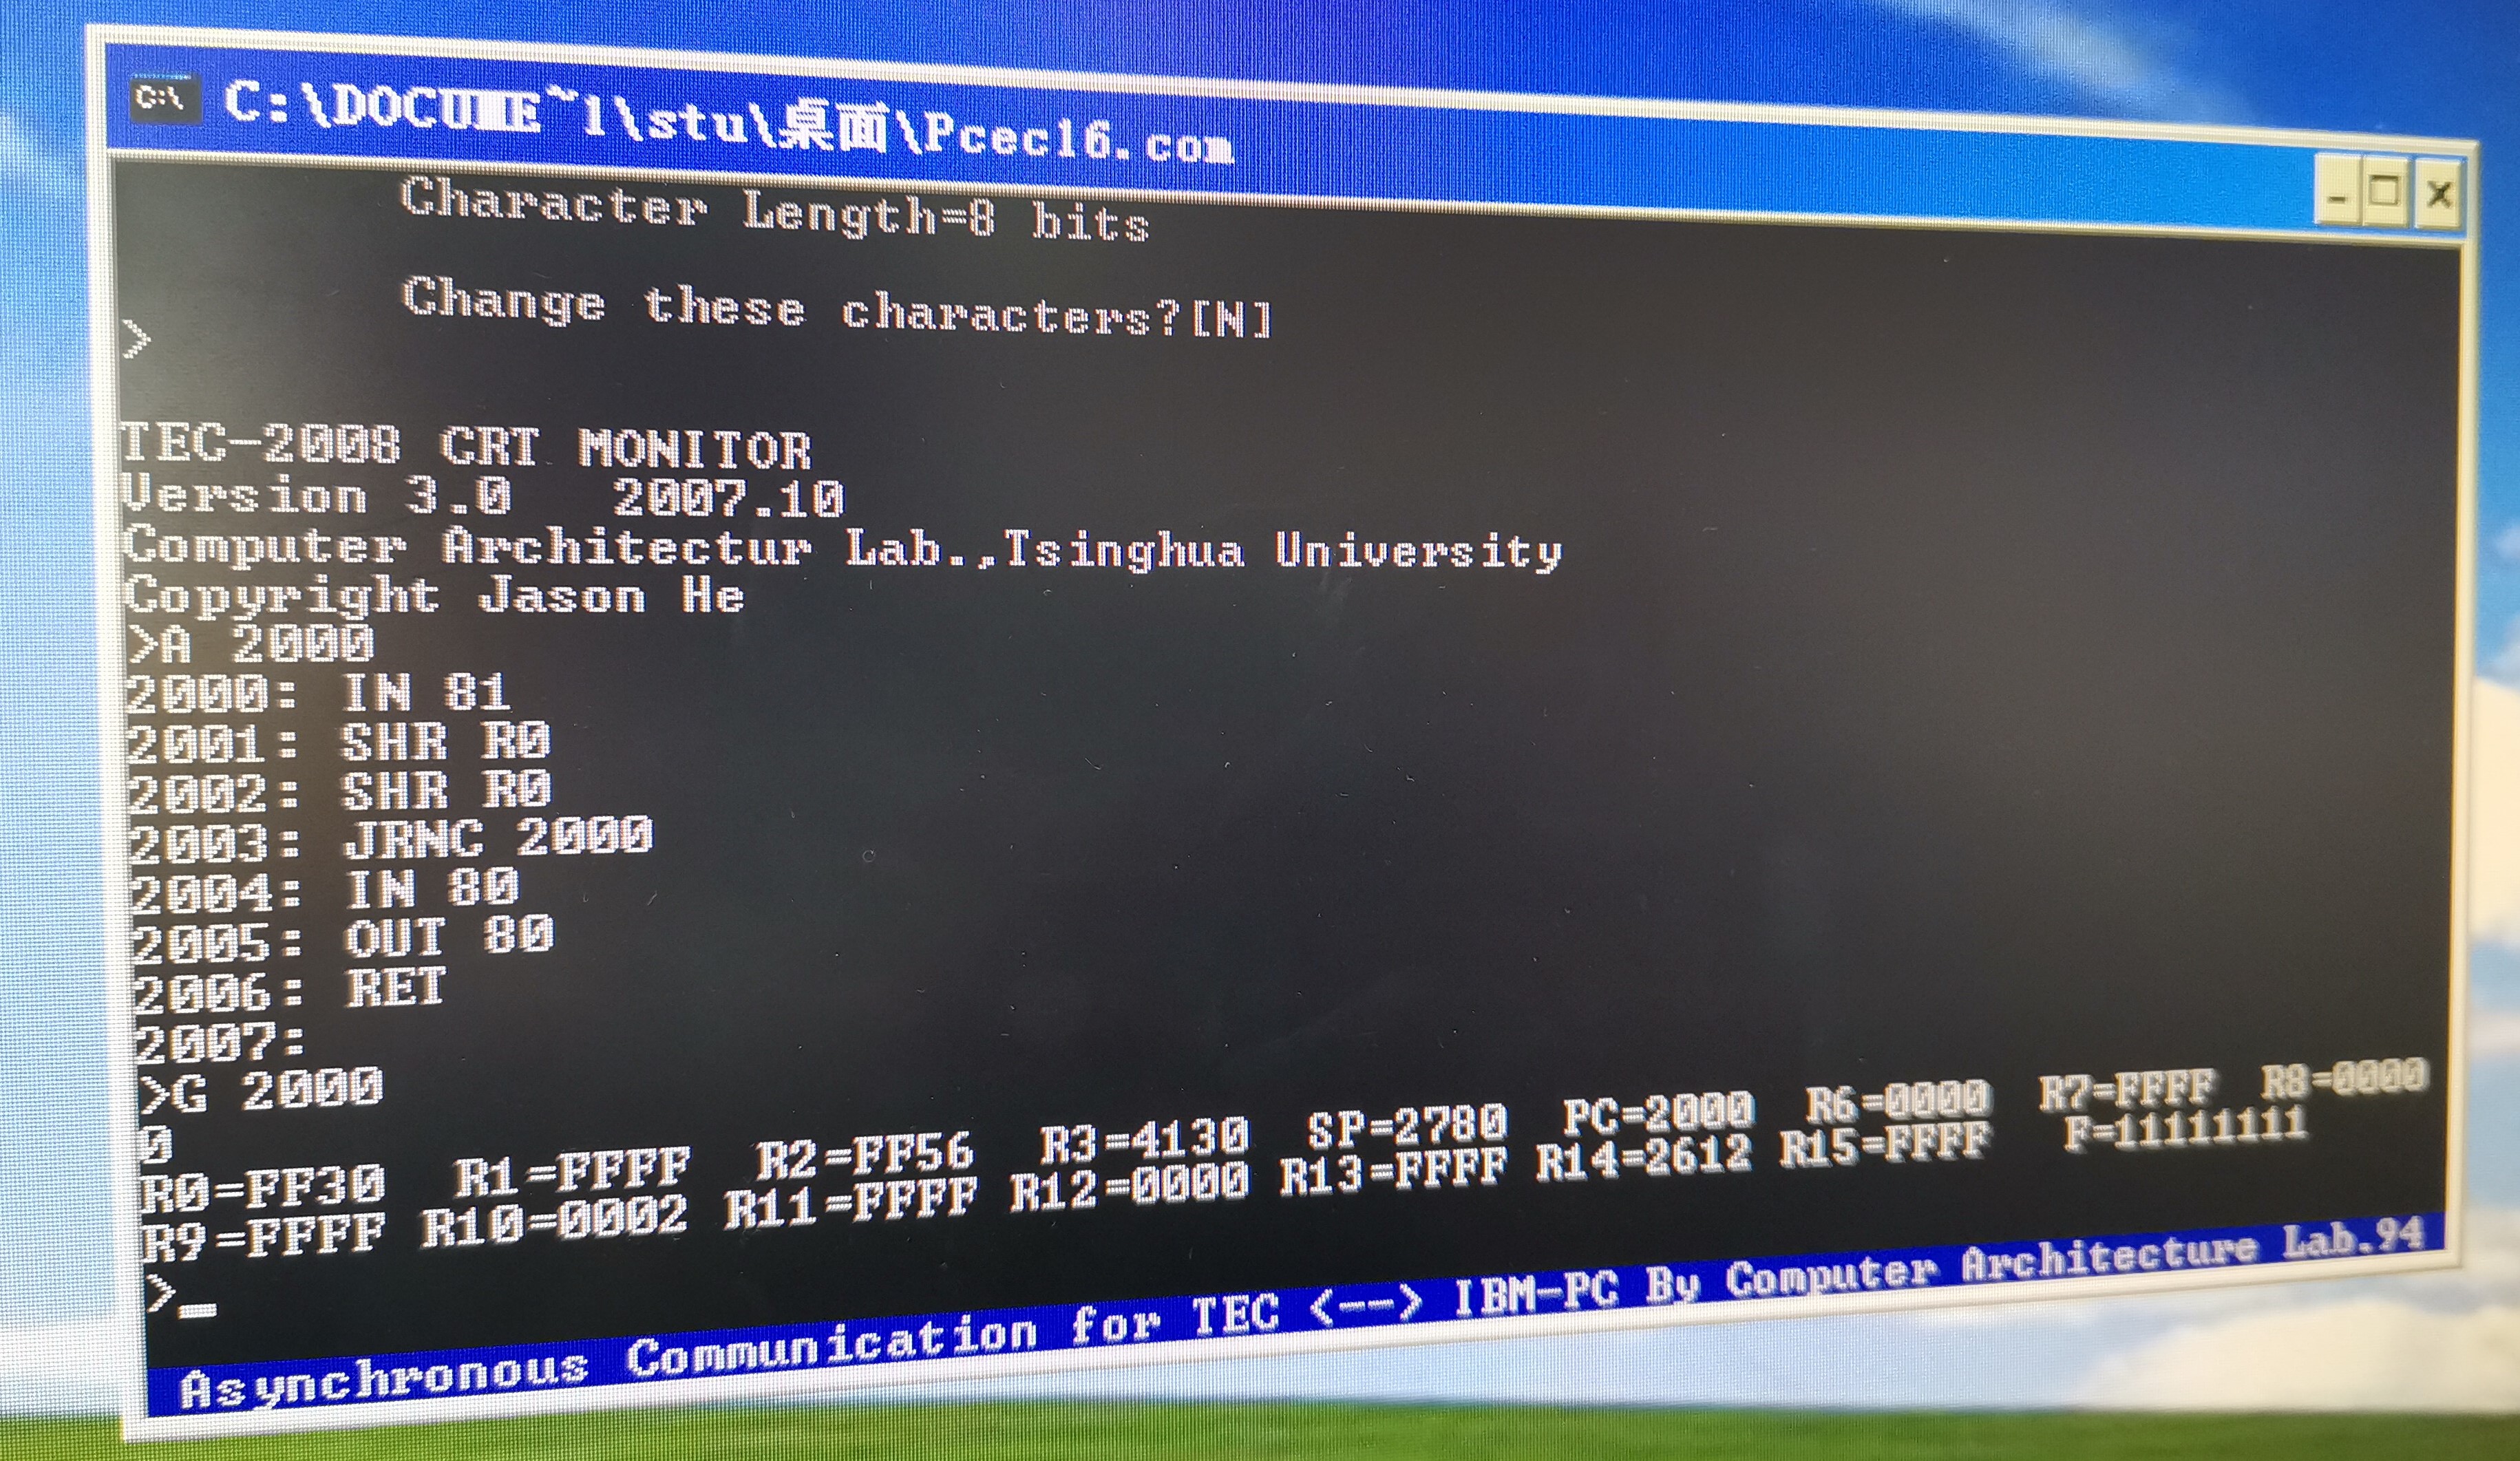 C:\DOCUME~1\stu\桌面\Pcec16.com
Character Length=8 bits
Change these characters?[N]
>
TEC-2008 CRT MONITOR
Version 3.0 2007.10
Computer Architectur Lab.,Tsinghua University
Copyright Jason He
>A 2000
2000: IN 81
2001: SHR R0
2002: SHR R0
2003: JRNC 2000
2004: IN 80
2005: OUT 80
2006: RET
2007:
>G 2000
0
R0=FF30 R1=FFFF R2=FF56 R3=4130 SP=2780 PC=2000 R6=0000 R7=FFFF R8=0000
R9=FFFF R10=0002 R11=FFFF R12=0000 R13=FFFF R14=2612 R15=FFFF F=11111111
>_
Asynchronous Communication for TEC <--> IBM-PC By Computer Architecture Lab.94